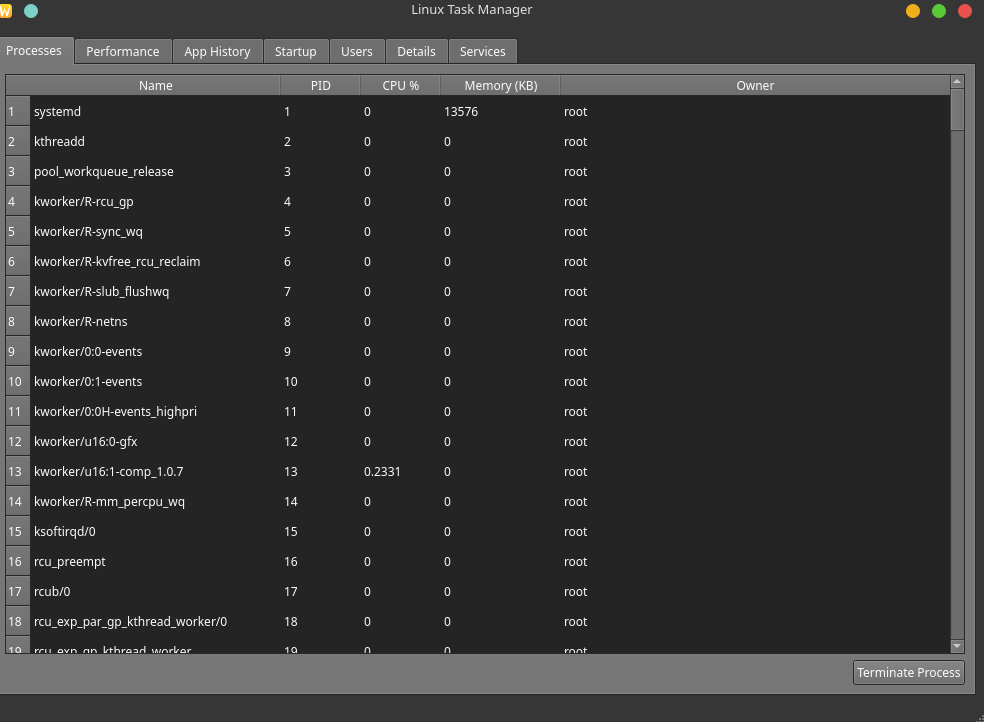 W
Linux Task Manager
Processes Performance App History Startup Users Details Services
Name PID CPU % Memory (KB) Owner
1 systemd 1 0 13576 root
2 kthreadd 2 0 0 root
3 pool_workqueue_release 3 0 0 root
4 kworker/R-rcu_gp 4 0 0 root
5 kworker/R-sync_wq 5 0 0 root
6 kworker/R-kvfree_rcu_reclaim 6 0 0 root
7 kworker/R-slub_flushwq 7 0 0 root
8 kworker/R-netns 8 0 0 root
9 kworker/0:0-events 9 0 0 root
10 kworker/0:1-events 10 0 0 root
11 kworker/0:0H-events_highpri 11 0 0 root
12 kworker/u16:0-gfx 12 0 0 root
13 kworker/u16:1-comp_1.0.7 13 0.2331 0 root
14 kworker/R-mm_percpu_wq 14 0 0 root
15 ksoftirqd/0 15 0 0 root
16 rcu_preempt 16 0 0 root
17 rcub/0 17 0 0 root
18 rcu_exp_par_gp_kthread_worker/0 18 0 0 root
19 rcu_exp_gp_kthread_worker 19 0 0 root
Terminate Process